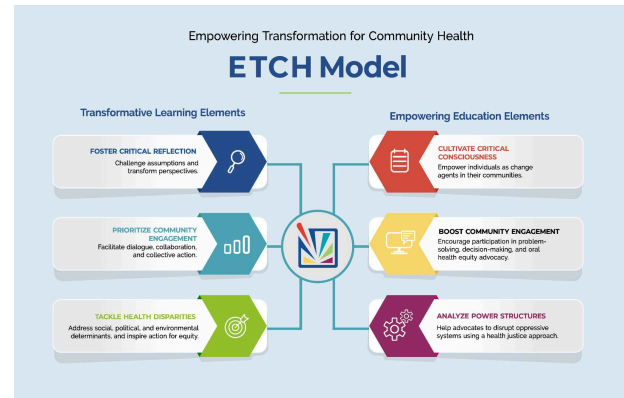 Empowering Transformation for Community Health
ETCH Model
Transformative Learning Elements
FOSTER CRITICAL REFLECTION
Challenge assumptions and
transform perspectives.
PRIORITIZE COMMUNITY
ENGAGEMENT
Facilitate dialogue, collaboration,
and collective action.
TACKLE HEALTH DISPARITIES
Address social, political, and environmental
determinants, and inspire action for equity.
Empowering Education Elements
CULTIVATE CRITICAL
CONSCIOUSNESS
Empower individuals as change
agents in their communities.
BOOST COMMUNITY ENGAGEMENT
Encourage participation in problem-
solving, decision-making, and oral
health equity advocacy.
ANALYZE POWER STRUCTURES
Help advocates to disrupt oppressive
systems using a health justice approach.